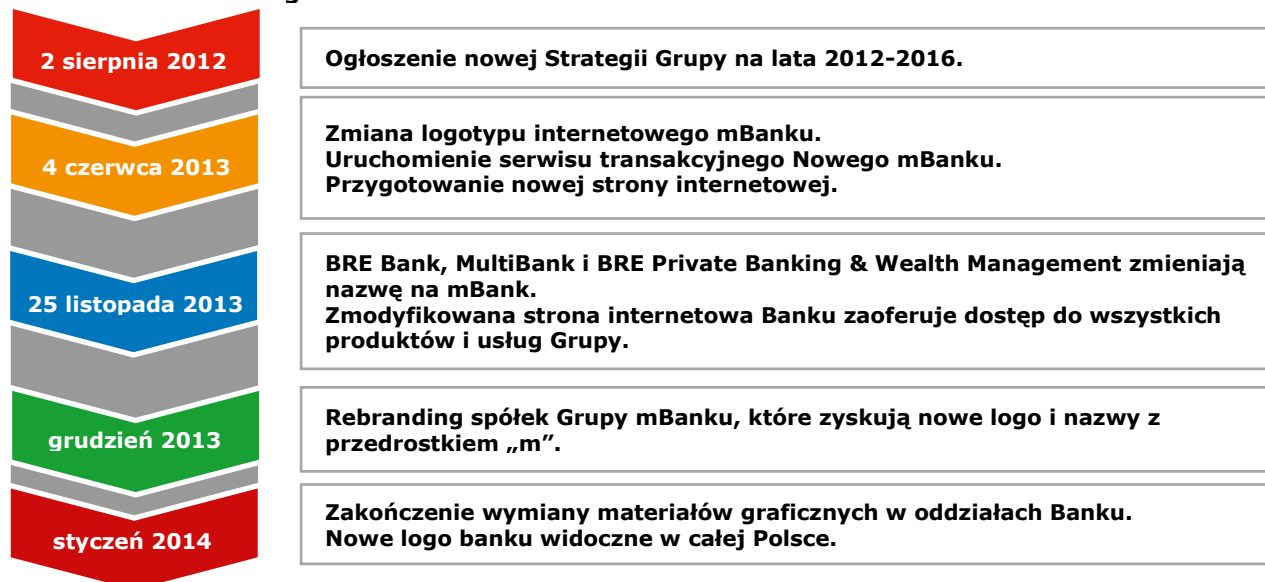 2 sierpnia 2012
Ogłoszenie nowej Strategii Grupy na lata 2012-2016.
4 czerwca 2013
Zmiana logotypu internetowego mBanku.
Uruchomienie serwisu transakcyjnego Nowego mBanku.
Przygotowanie nowej strony internetowej.
25 listopada 2013
BRE Bank, MultiBank i BRE Private Banking & Wealth Management zmieniają
nazwę na mBank.
Zmodyfikowana strona internetowa Banku zaoferuje dostęp do wszystkich
produktów i usług Grupy.
grudzień 2013
Rebranding spółek Grupy mBanku, które zyskują nowe logo i nazwy z
przedrostkiem „m”.
styczeń 2014
Zakończenie wymiany materiałów graficznych w oddziałach Banku.
Nowe logo banku widoczne w całej Polsce.